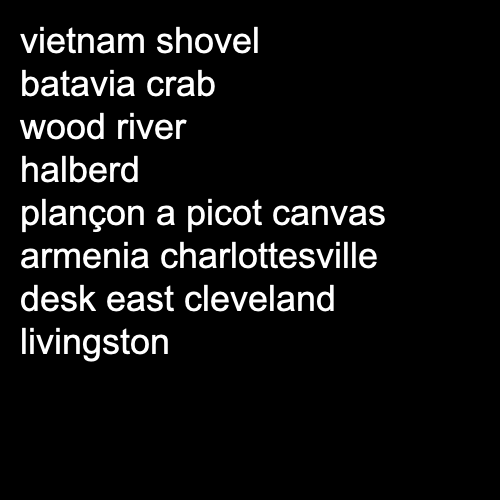 vietnam shovel
batavia crab
wood river
halberd
plançon a picot canvas
armenia charlottesville
desk east cleveland
livingston